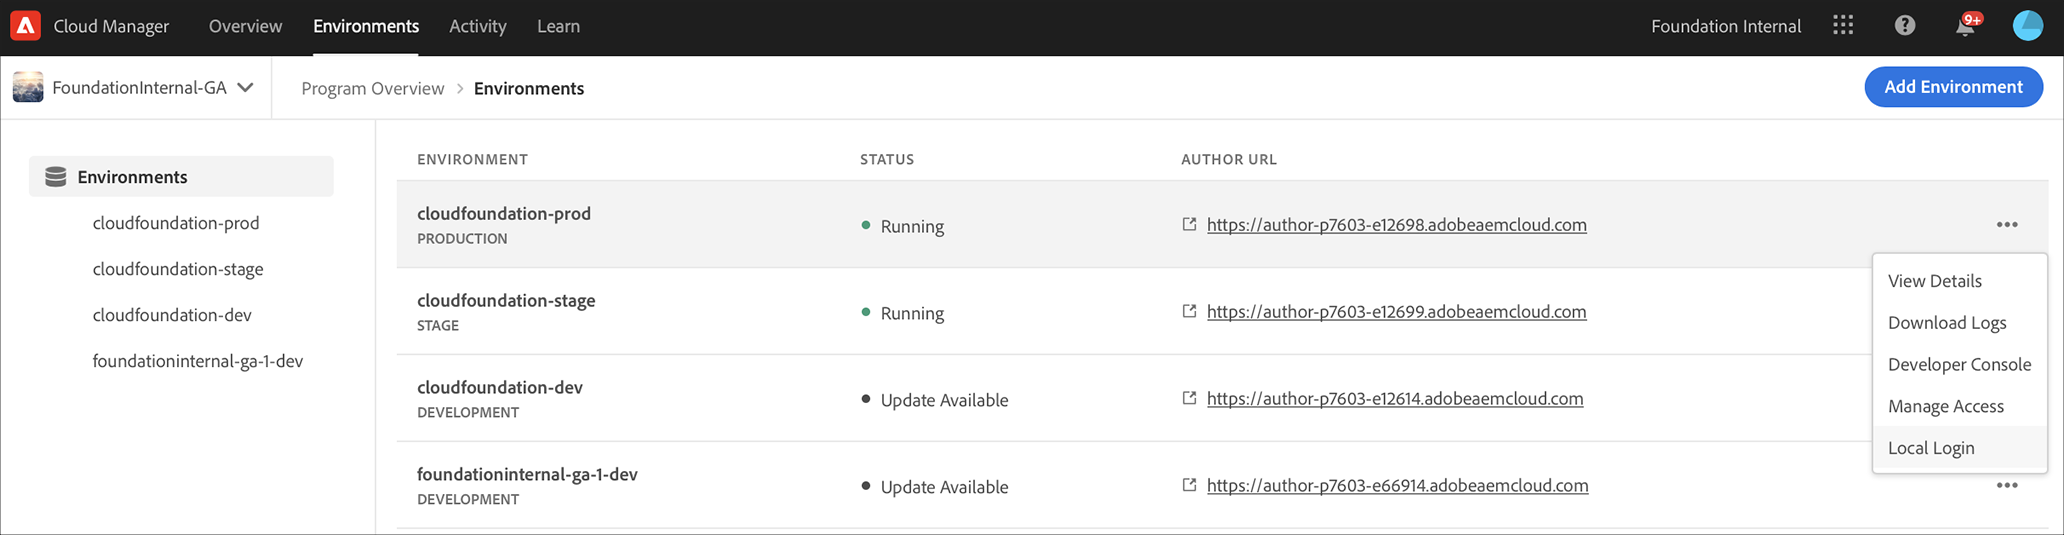 Cloud Manager Overview Environments Activity Learn Foundation Internal 9+
FoundationInternal-GA Program Overview > Environments Add Environment
Environments
cloudfoundation-prod
cloudfoundation-stage
cloudfoundation-dev
foundationinternal-ga-1-dev
ENVIRONMENT STATUS AUTHOR URL
cloudfoundation-prod
PRODUCTION
Running
https://author-p7603-e12698.adobeaemcloud.com
cloudfoundation-stage
STAGE
Running
https://author-p7603-e12699.adobeaemcloud.com
cloudfoundation-dev
DEVELOPMENT
Update Available
https://author-p7603-e12614.adobeaemcloud.com
foundationinternal-ga-1-dev
DEVELOPMENT
Update Available
https://author-p7603-e66914.adobeaemcloud.com
View Details
Download Logs
Developer Console
Manage Access
Local Login